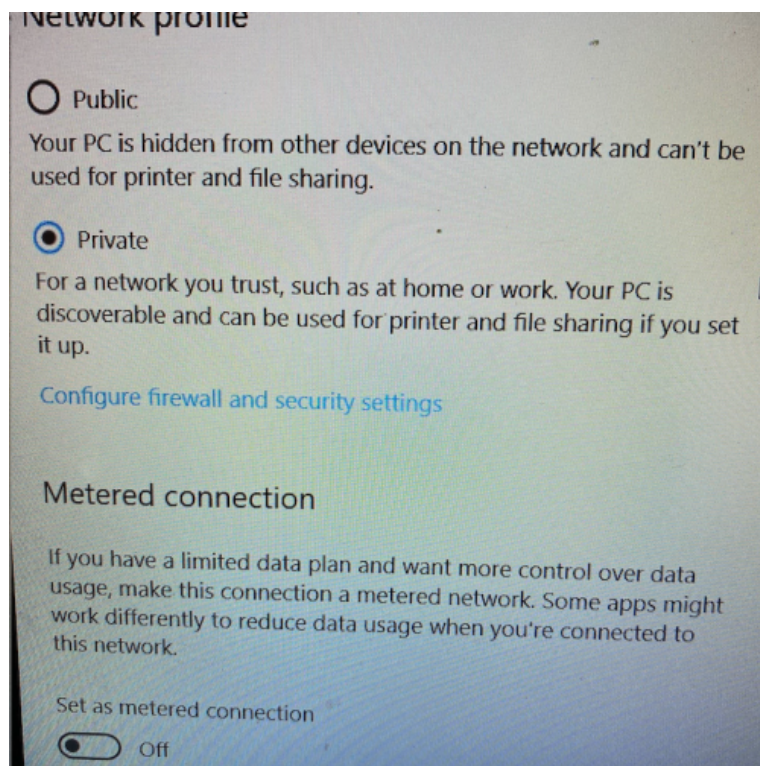 Network profile
Public
Your PC is hidden from other devices on the network and can't be
used for printer and file sharing.
Private
For a network you trust, such as at home or work. Your PC is
discoverable and can be used for printer and file sharing if you set
it up.
Configure firewall and security settings
Metered connection
If you have a limited data plan and want more control over data
usage, make this connection a metered network. Some apps might
work differently to reduce data usage when you're connected to
this network.
Set as metered connection
Off